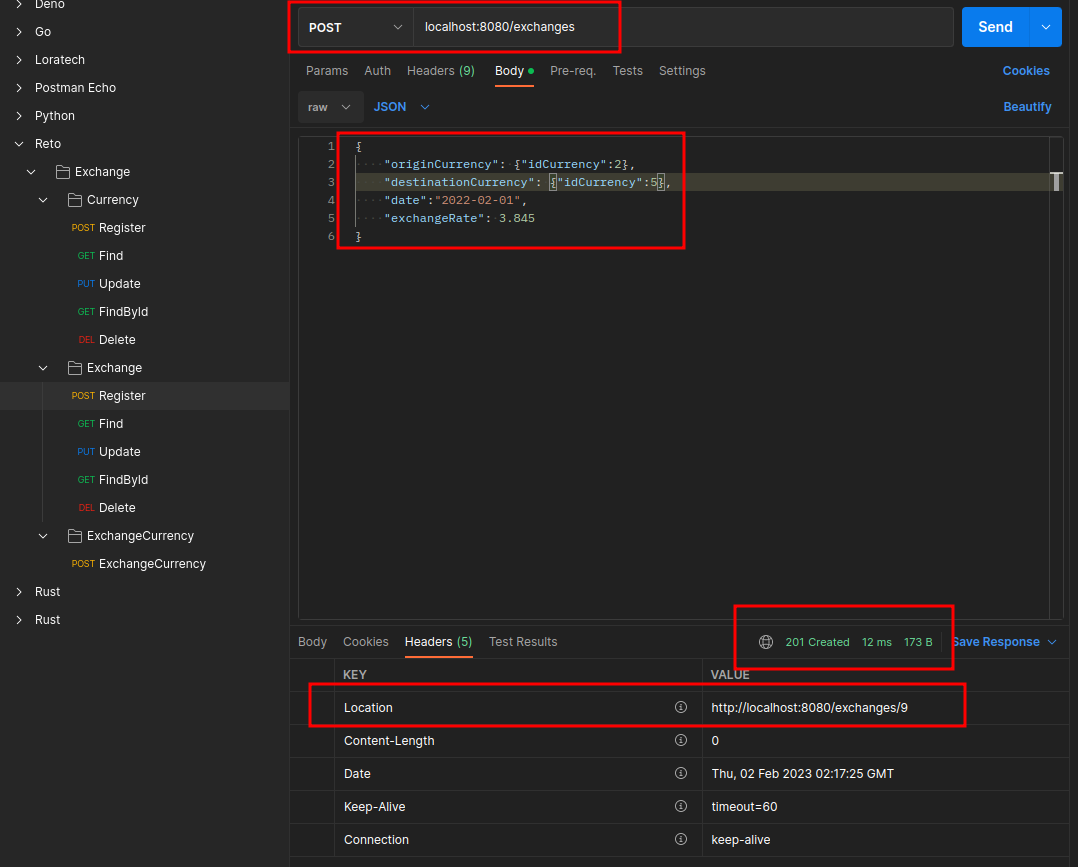 Deno
Go
Loratech
Postman Echo
Python
Reto
Exchange
Currency
POST Register
GET Find
PUT Update
GET FindById
DEL Delete
Exchange
POST Register
GET Find
PUT Update
GET FindById
DEL Delete
ExchangeCurrency
POST ExchangeCurrency
Rust
Rust
POST localhost:8080/exchanges Send
Params Auth Headers (9) Body Pre-req. Tests Settings Cookies
raw JSON Beautify
1 {
2 ····"originCurrency":·{"idCurrency":2},
3 "destinationCurrency": {"idCurrency":5},
4 ····"date":"2022-02-01",
5 ····"exchangeRate":·3.845
6 }
Body Cookies Headers (5) Test Results 201 Created 12 ms 173 B Save Response
KEY VALUE
Location http://localhost:8080/exchanges/9
Content-Length 0
Date Thu, 02 Feb 2023 02:17:25 GMT
Keep-Alive timeout=60
Connection keep-alive